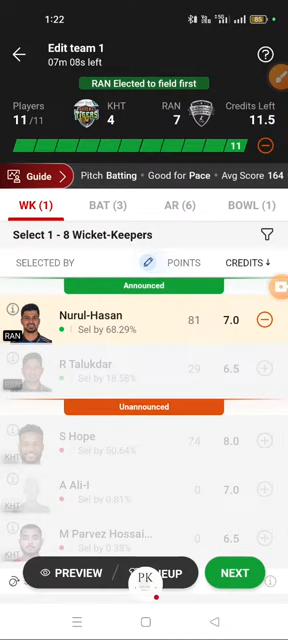 1:22
85
Edit team 1
07m 08s left
RAN Elected to field first
Players
11/11
KHT
4
RAN
7
Credits Left
11.5
11
Guide
Pitch Batting • Good for Pace • Avg Score 164
WK (1) BAT (3) AR (6) BOWL (1)
Select 1 - 8 Wicket-Keepers
SELECTED BY POINTS CREDITS↓
Announced
Nurul-Hasan
81 7.0
Sel by 68.29%
RAN
R Talukdar
29 6.5
Sel by 18.58%
Unannounced
S Hope
74 8.0
Sel by 50.64%
KHT
A Ali-I
0 7.0
Sel by 0.81%
KHT
M Parvez Hossai...
0 6.5
Sel by 0.38%
KHT
PREVIEW / EUP
PK
NEXT